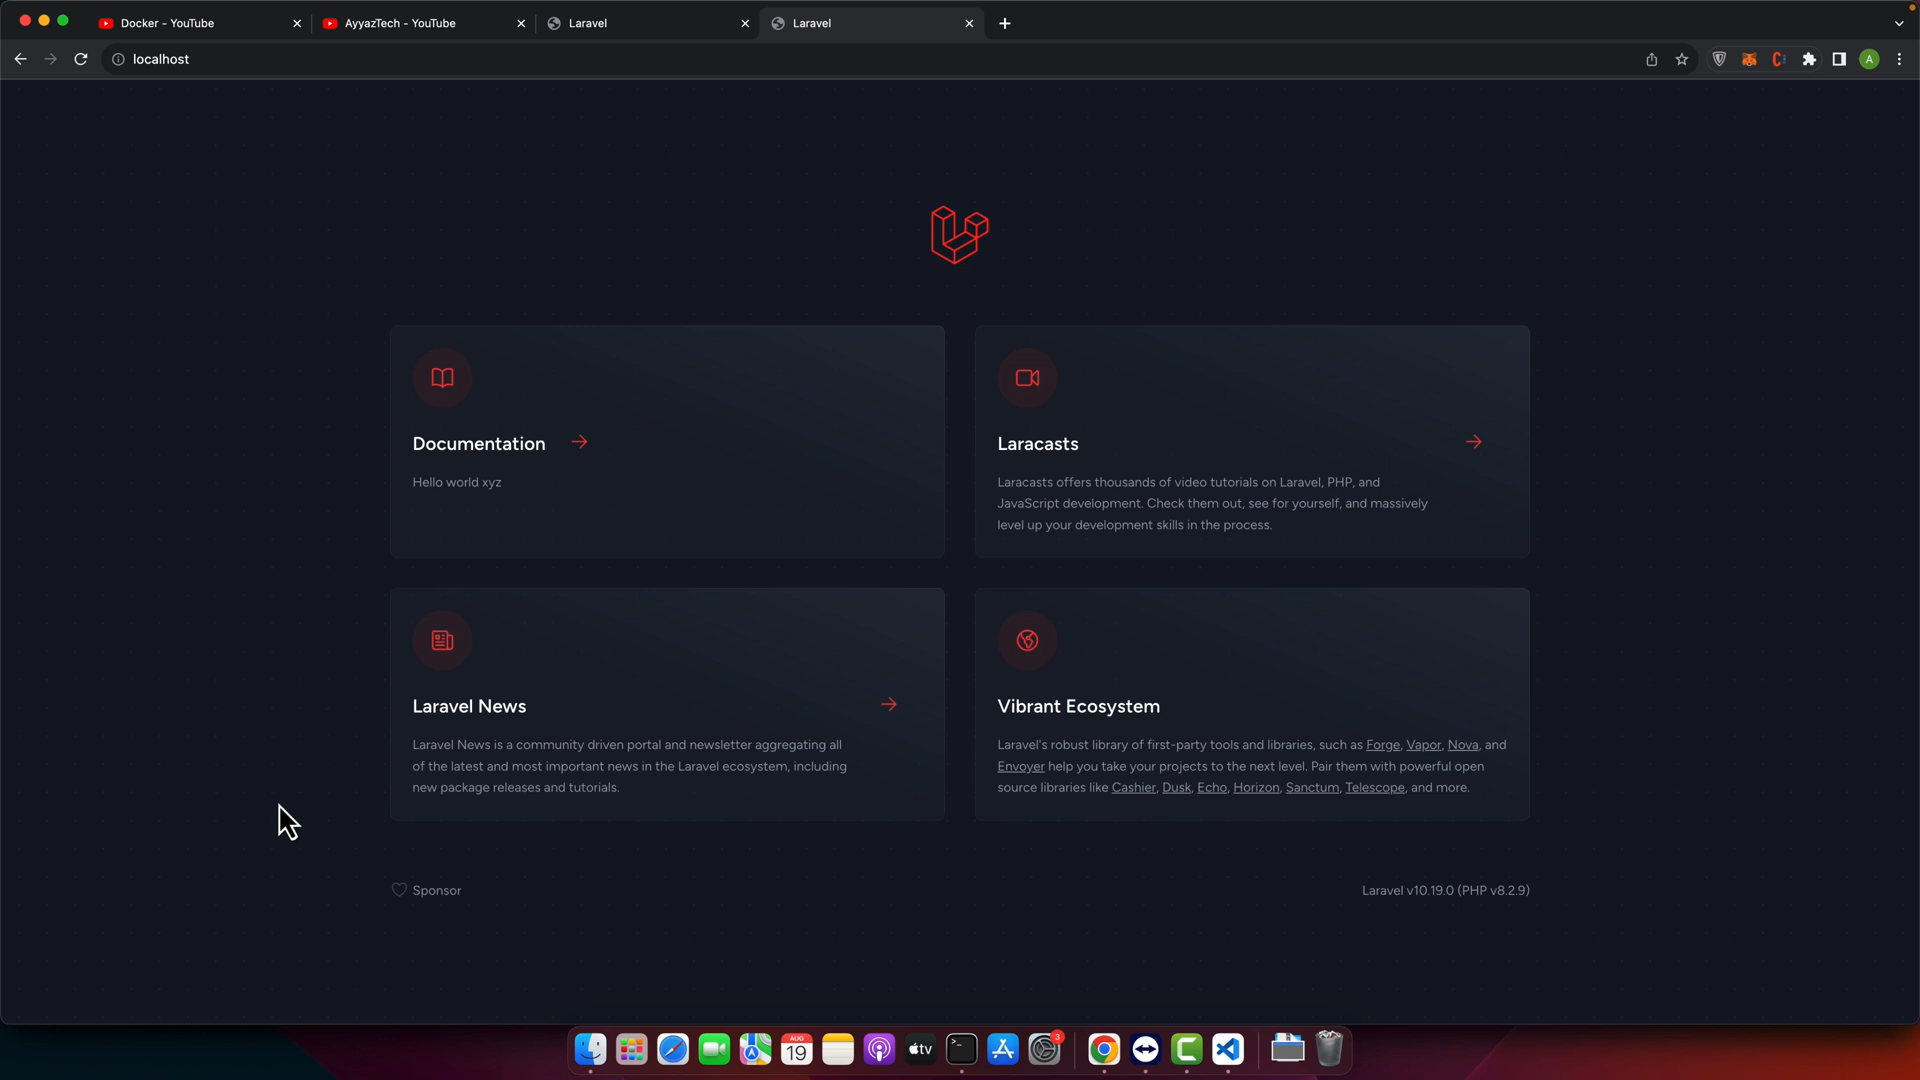 Docker - YouTube
AyyazTech - YouTube
Laravel
Laravel
localhost
A
Documentation
Hello world xyz
Laracasts
Laracasts offers thousands of video tutorials on Laravel, PHP, and
JavaScript development. Check them out, see for yourself, and massively
level up your development skills in the process.
Laravel News
Laravel News is a community driven portal and newsletter aggregating all
of the latest and most important news in the Laravel ecosystem, including
new package releases and tutorials.
Vibrant Ecosystem
Laravel's robust library of first-party tools and libraries, such as Forge, Vapor, Nova, and
Envoyer help you take your projects to the next level. Pair them with powerful open
source libraries like Cashier, Dusk, Echo, Horizon, Sanctum, Telescope, and more.
Sponsor
Laravel v10.19.0 (PHP v8.2.9)
AUG
19
tv
3